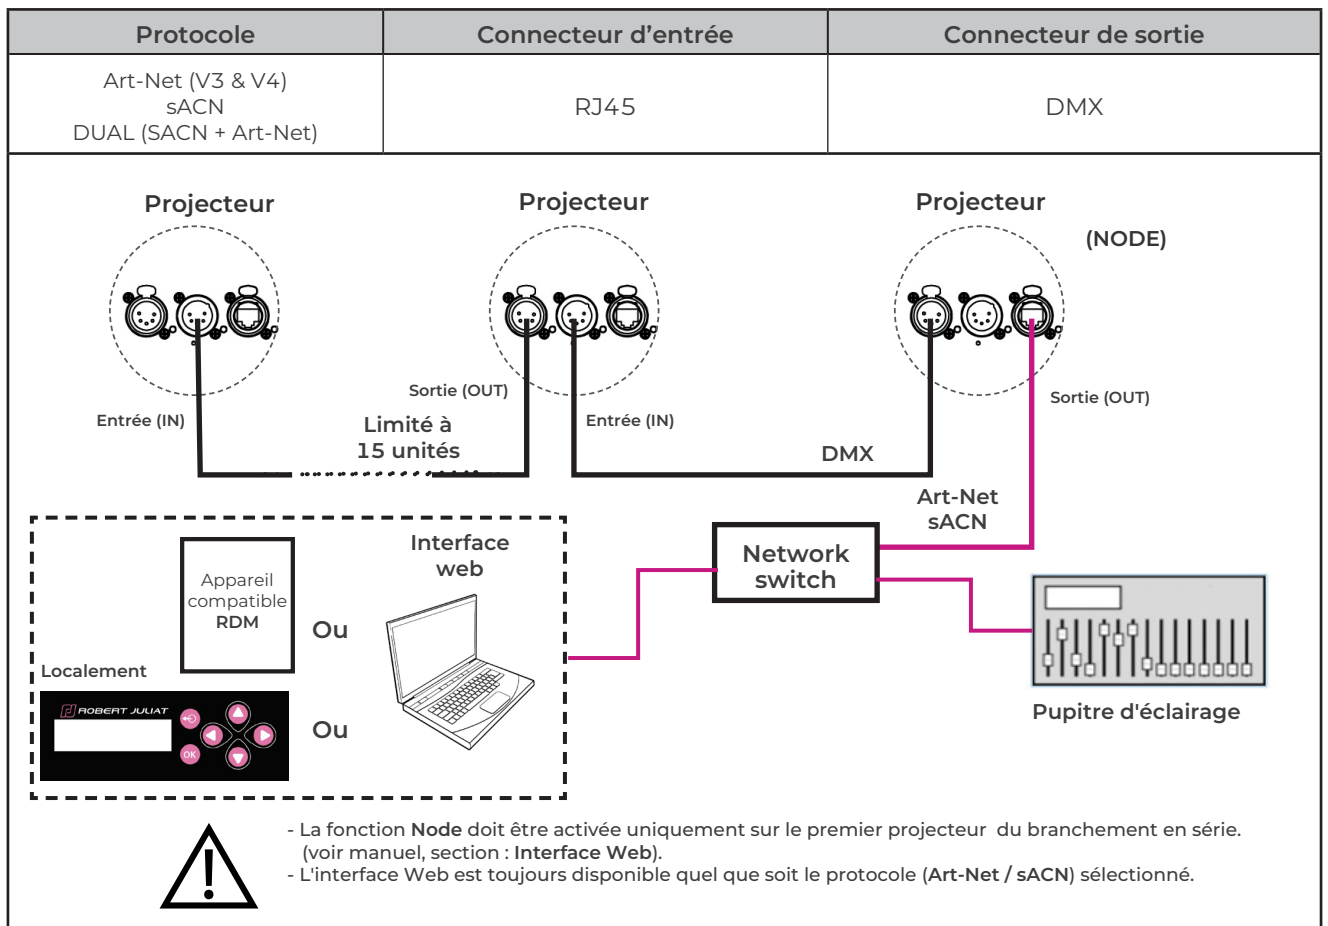 Protocole
Connecteur d'entrée
Connecteur de sortie
Art-Net (V3 & V4)
sACN
DUAL (SACN + Art-Net)
RJ45
DMX
Projecteur
Projecteur
Projecteur
(NODE)
Sortie (OUT)
Sortie (OUT)
Entrée (IN)
Limité à
15 unités
Entrée (IN)
DMX
Art-Net
sACN
Interface
web
Network
switch
Appareil
compatible
RDM
Ou
Localement
ROBERT JULIAT
OK
Ou
Pupitre d'éclairage
- La fonction Node doit être activée uniquement sur le premier projecteur du branchement en série.
(voir manuel, section : Interface Web).
- L'interface Web est toujours disponible quel que soit le protocole (Art-Net / sACN) sélectionné.